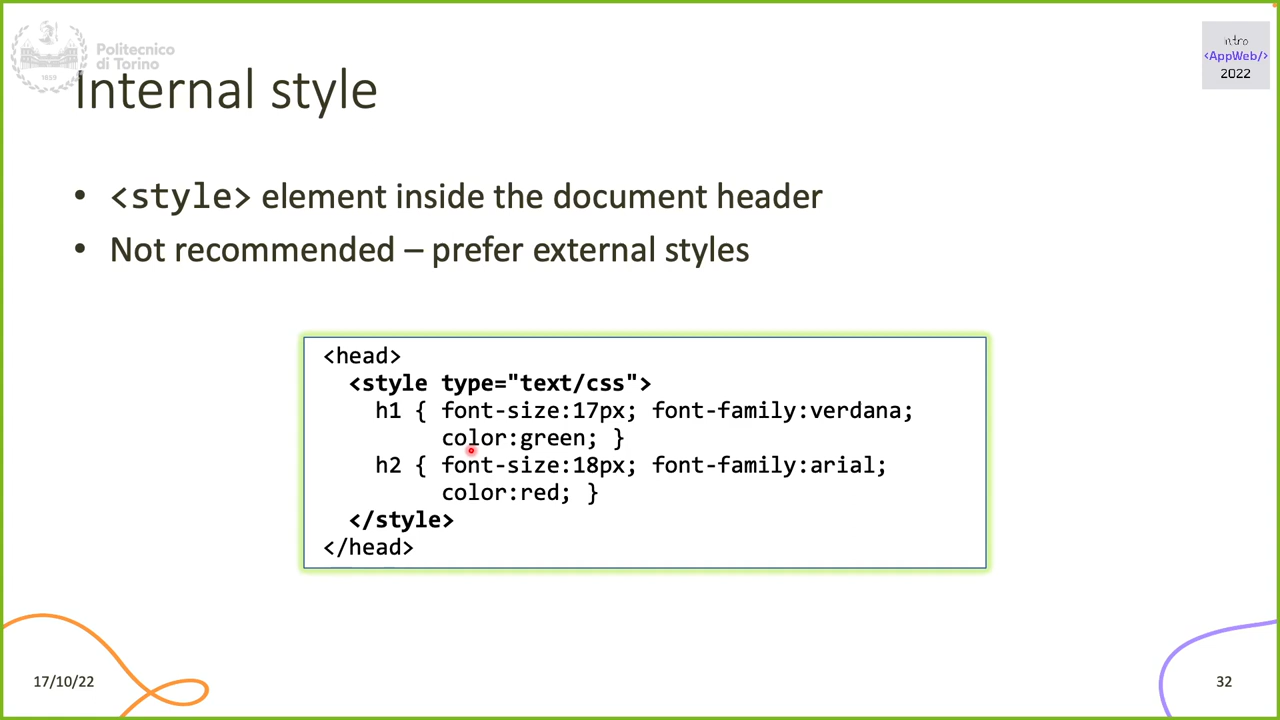 Politecnico
di Torino
1859
intro
<AppWeb/>
2022
Internal style
• <style> element inside the document header
• Not recommended – prefer external styles
<head>
<style type="text/css">
h1 { font-size:17px; font-family:verdana;
color:green; }
h2 { font-size:18px; font-family:arial;
color:red; }
</style>
</head>
17/10/22
32